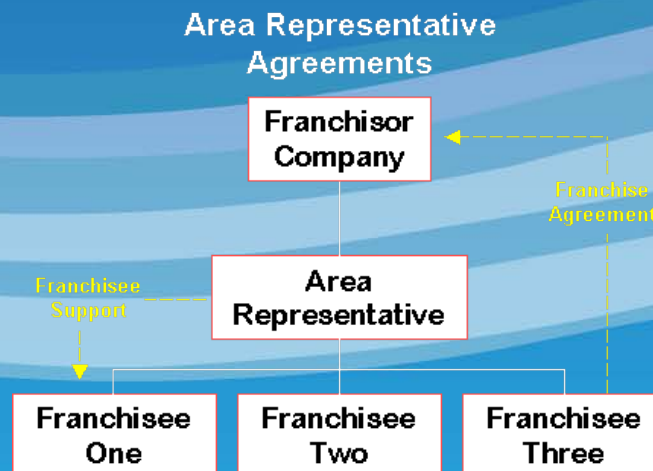 Area Representative
Agreements
Franchisor
Company
Franchise
Agreement
Area
Representative
Franchisee
Support
Franchisee
One
Franchisee
Two
Franchisee
Three